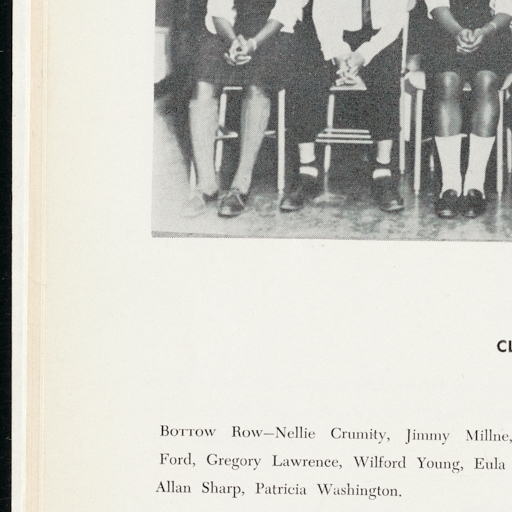 CL
Bottow Row—Nellie Crumity, Jimmy Millne,
Ford, Gregory Lawrence, Wilford Young, Eula
Allan Sharp, Patricia Washington.